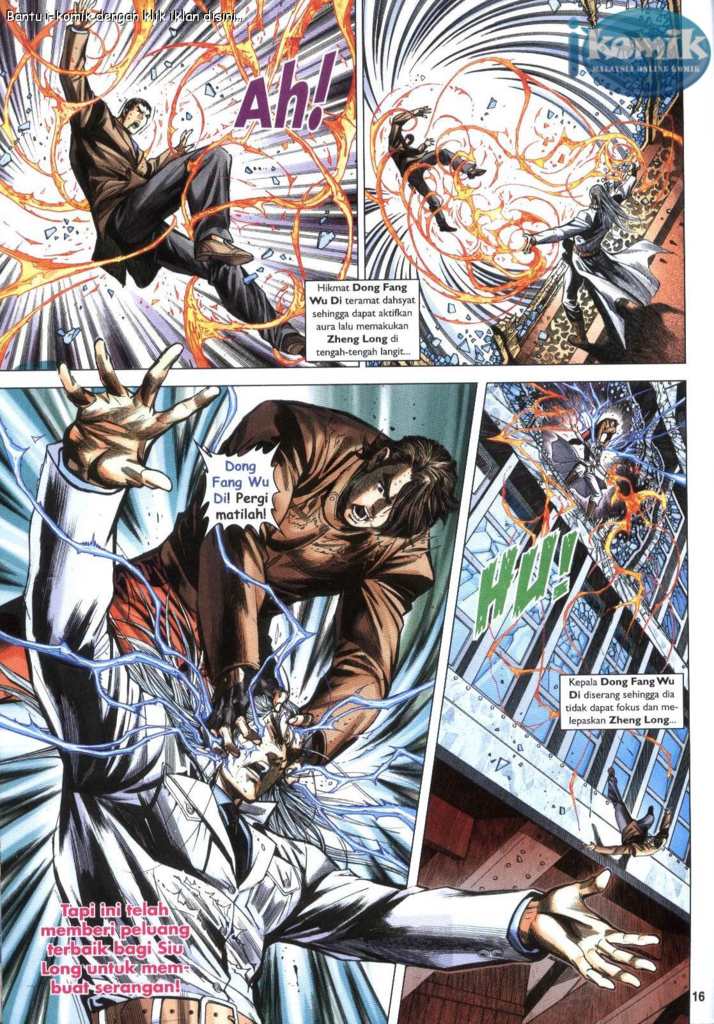 Bantu i-komik dengan klik iklan disini...
ikomik
MALAYSIA ONLINE KOMIK
Ah!
Hikmat Dong Fang
Wu Di teramat dahsyat
sehingga dapat aktifkan
aura lalu memakukan
Zheng Long di
tengah-tengah langit...
Dong
Fang Wu
Di! Pergi
matilah!
HU!
Kepala Dong Fang Wu
Di diserang sehingga dia
tidak dapat fokus dan me-
lepaskan Zheng Long...
Tapi ini telah
memberi peluang
terbaik bagi Siu
Long untuk mem-
buat serangan!
16